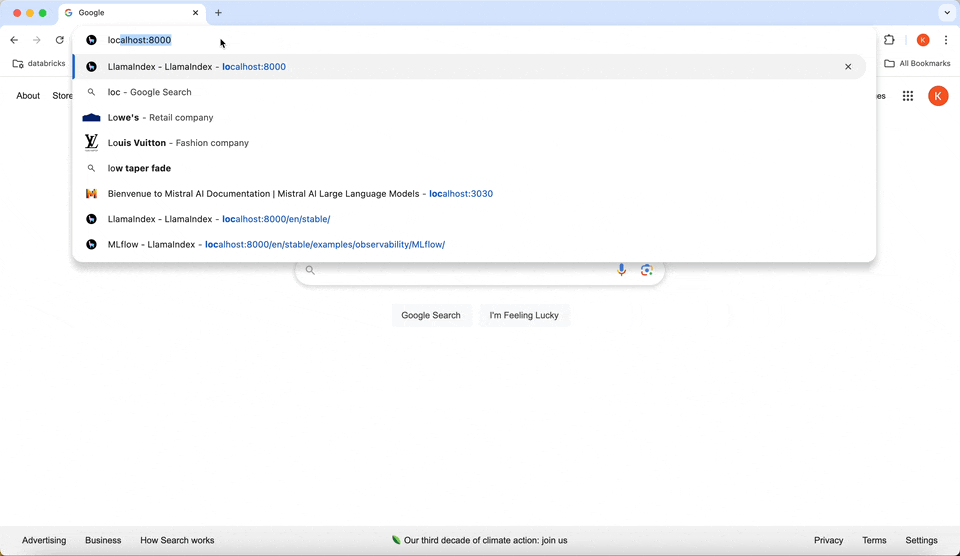 Google
localhost:8000
databricks
All Bookmarks
LlamaIndex - LlamaIndex - localhost:8000
loc - Google Search
Lowe's - Retail company
Louis Vuitton - Fashion company
low taper fade
Bienvenue to Mistral AI Documentation | Mistral AI Large Language Models - localhost:3030
LlamaIndex - LlamaIndex - localhost:8000/en/stable/
MLflow - LlamaIndex - localhost:8000/en/stable/examples/observability/MLflow/
K
About
Store
es
K
Google Search
I'm Feeling Lucky
Advertising
Business
How Search works
Our third decade of climate action: join us
Privacy
Terms
Settings